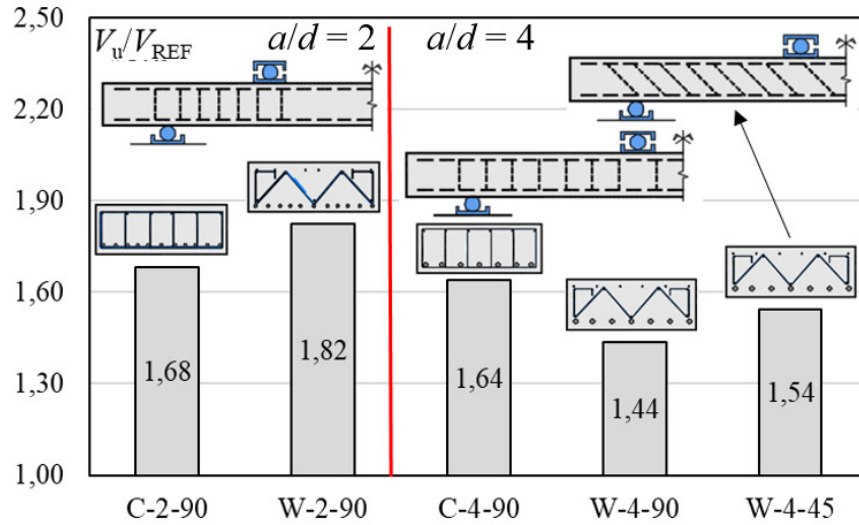 2,50
V_u/V_REF
a/d = 2
a/d = 4
2,20
1,90
1,60
1,30
1,00
1,68
1,82
1,64
1,44
1,54
C-2-90
W-2-90
C-4-90
W-4-90
W-4-45